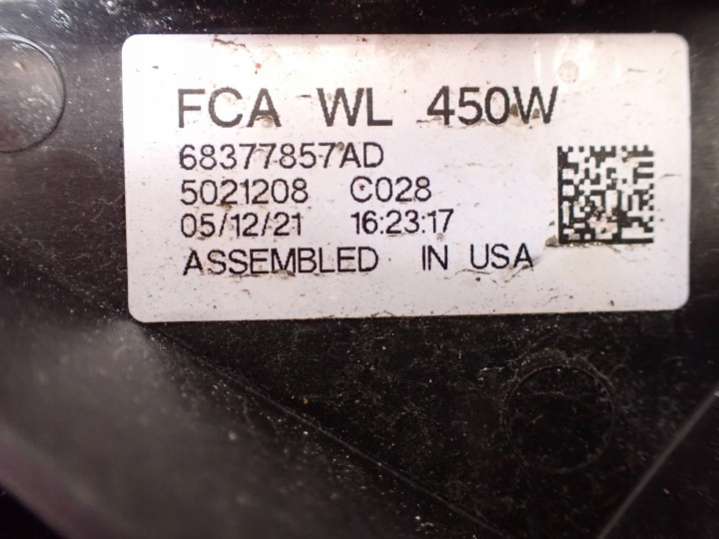 FCA WL 450W
68377857AD
5021208 C028
05/12/21 16:23:17
ASSEMBLED IN USA